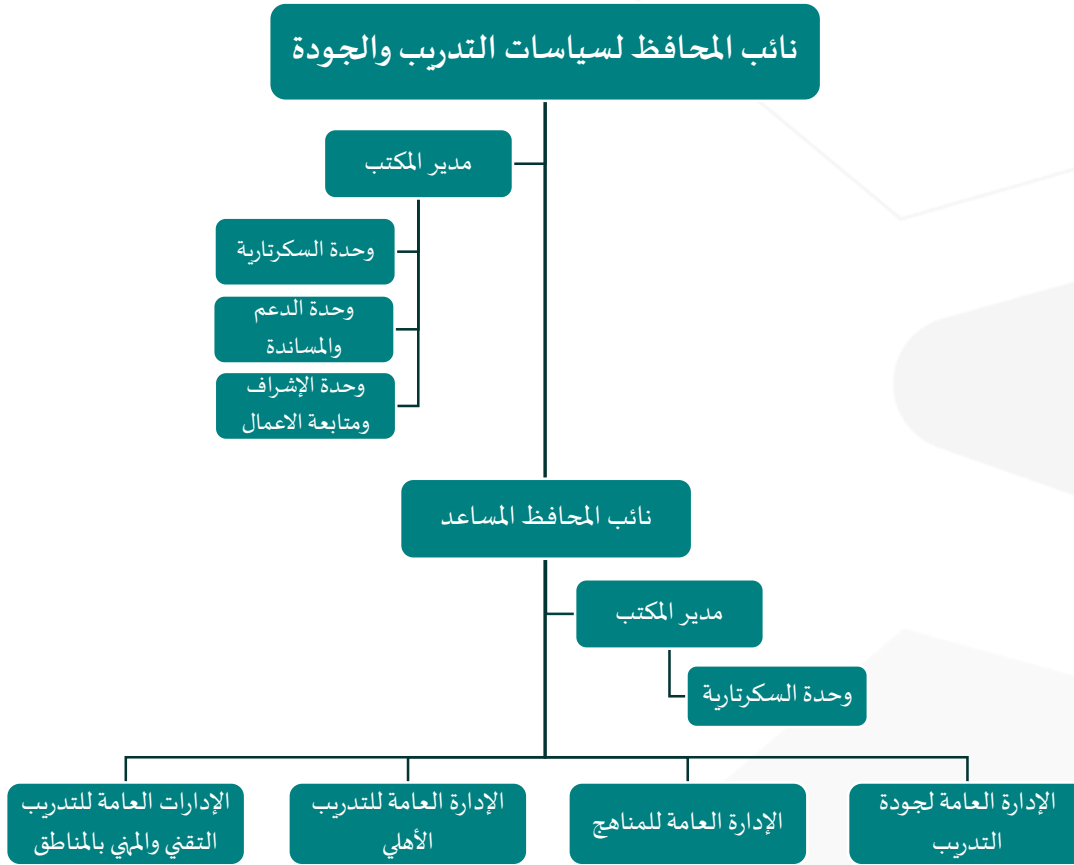 نائب المحافظ لسياسات التدريب والجودة
مدير المكتب
وحدة السكرتارية
وحدة الدعم
والمساندة
وحدة الإشراف
ومتابعة الاعمال
نائب المحافظ المساعد
مدير المكتب
وحدة السكرتارية
الإدارة العامة لجودة
التدريب
الإدارة العامة للمناهج
الإدارة العامة للتدريب
الأهلي
الإدارات العامة للتدريب
التقني والمهني بالمناطق